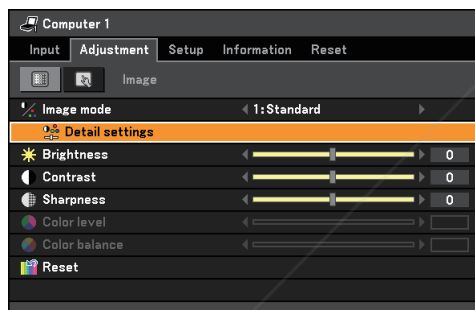 Computer 1
Input Adjustment Setup Information Reset
Image
Image mode 1:Standard
Detail settings
Brightness 0
Contrast 0
Sharpness 0
Color level
Color balance
Reset